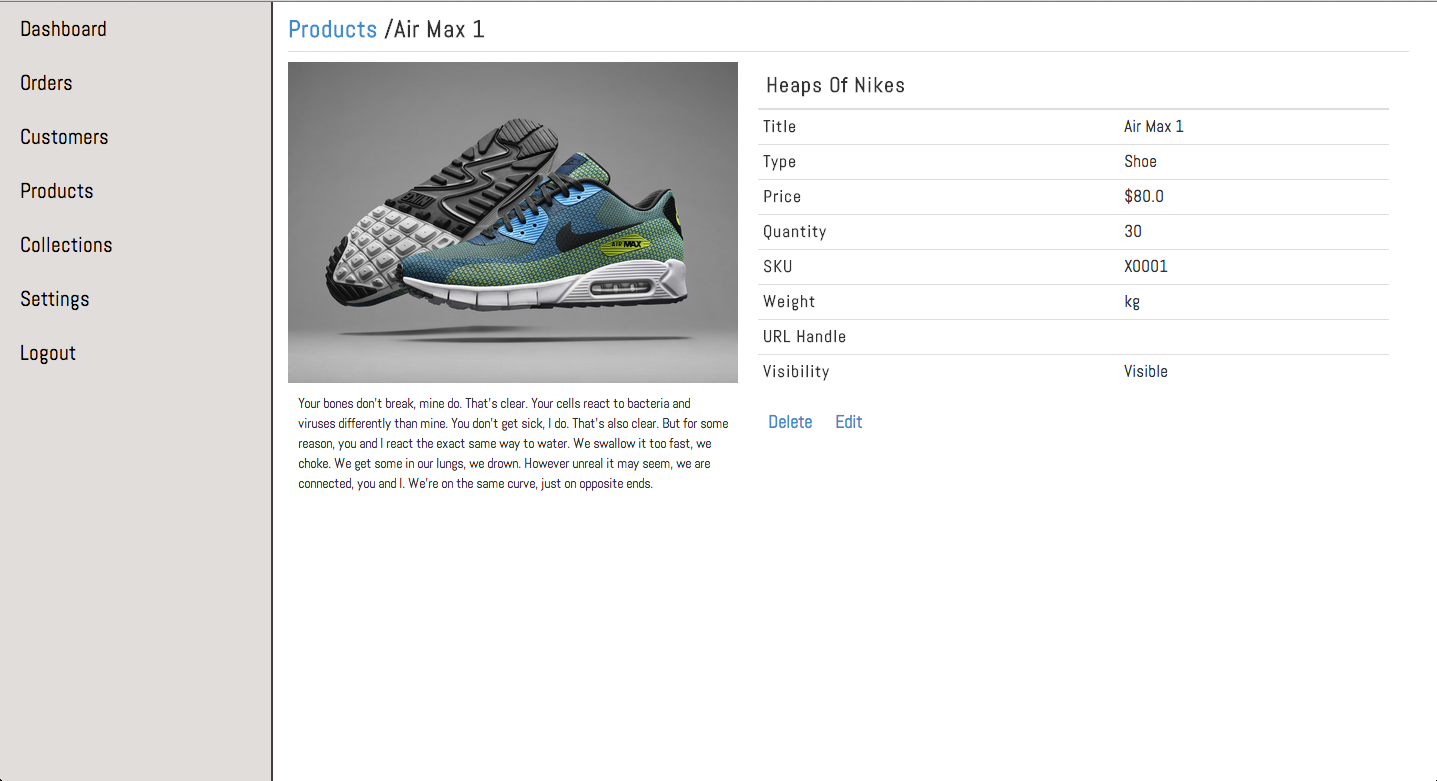 Dashboard
Orders
Customers
Products
Collections
Settings
Logout
Products /Air Max 1
AIR MAX
Your bones don't break, mine do. That's clear. Your cells react to bacteria and
viruses differently than mine. You don't get sick, I do. That's also clear. But for some
reason, you and I react the exact same way to water. We swallow it too fast, we
choke. We get some in our lungs, we drown. However unreal it may seem, we are
connected, you and I. We're on the same curve, just on opposite ends.
Heaps Of Nikes
Title Air Max 1
Type Shoe
Price $80.0
Quantity 30
SKU X0001
Weight kg
URL Handle
Visibility Visible
Delete Edit